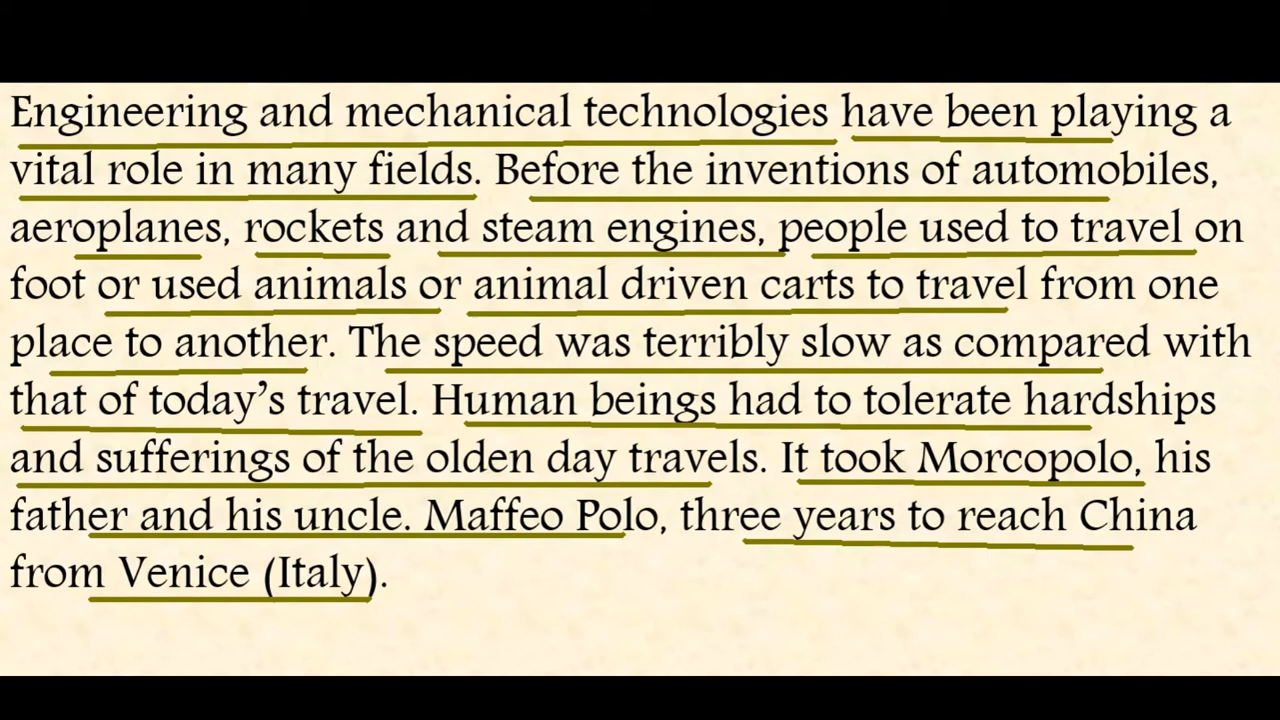 Engineering and mechanical technologies have been playing a
vital role in many fields. Before the inventions of automobiles,
aeroplanes, rockets and steam engines, people used to travel on
foot or used animals or animal driven carts to travel from one
place to another. The speed was terribly slow as compared with
that of today’s travel. Human beings had to tolerate hardships
and sufferings of the olden day travels. It took Morcopolo, his
father and his uncle. Maffeo Polo, three years to reach China
from Venice (Italy).